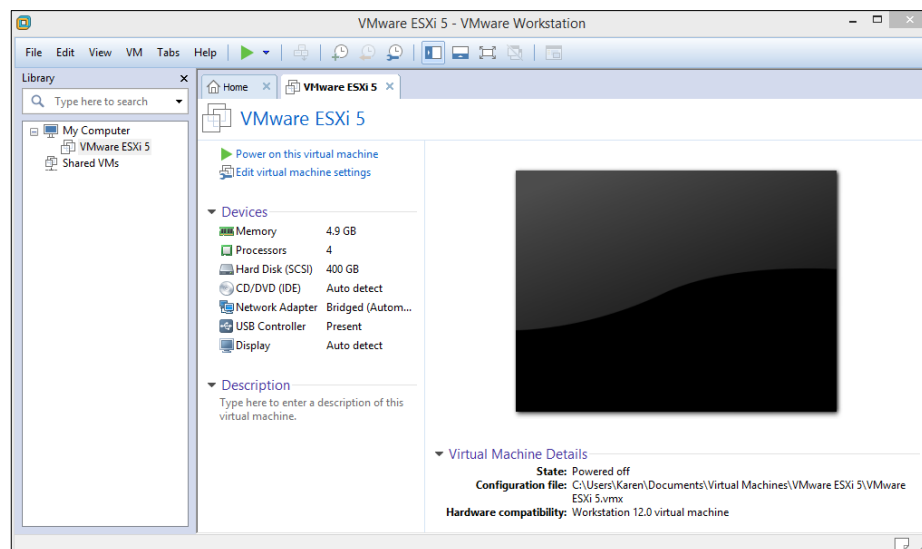 VMware ESXi 5 - VMware Workstation
File Edit View VM Tabs Help
Library
Type here to search
My Computer
VMware ESXi 5
Shared VMs
Home
VMware ESXi 5
VMware ESXi 5
Power on this virtual machine
Edit virtual machine settings
Devices
Memory 4.9 GB
Processors 4
Hard Disk (SCSI) 400 GB
CD/DVD (IDE) Auto detect
Network Adapter Bridged (Autom...
USB Controller Present
Display Auto detect
Description
Type here to enter a description of this
virtual machine.
Virtual Machine Details
State: Powered off
Configuration file: C:\Users\Karen\Documents\Virtual Machines\VMware ESXi 5\VMware
ESXi 5.vmx
Hardware compatibility: Workstation 12.0 virtual machine